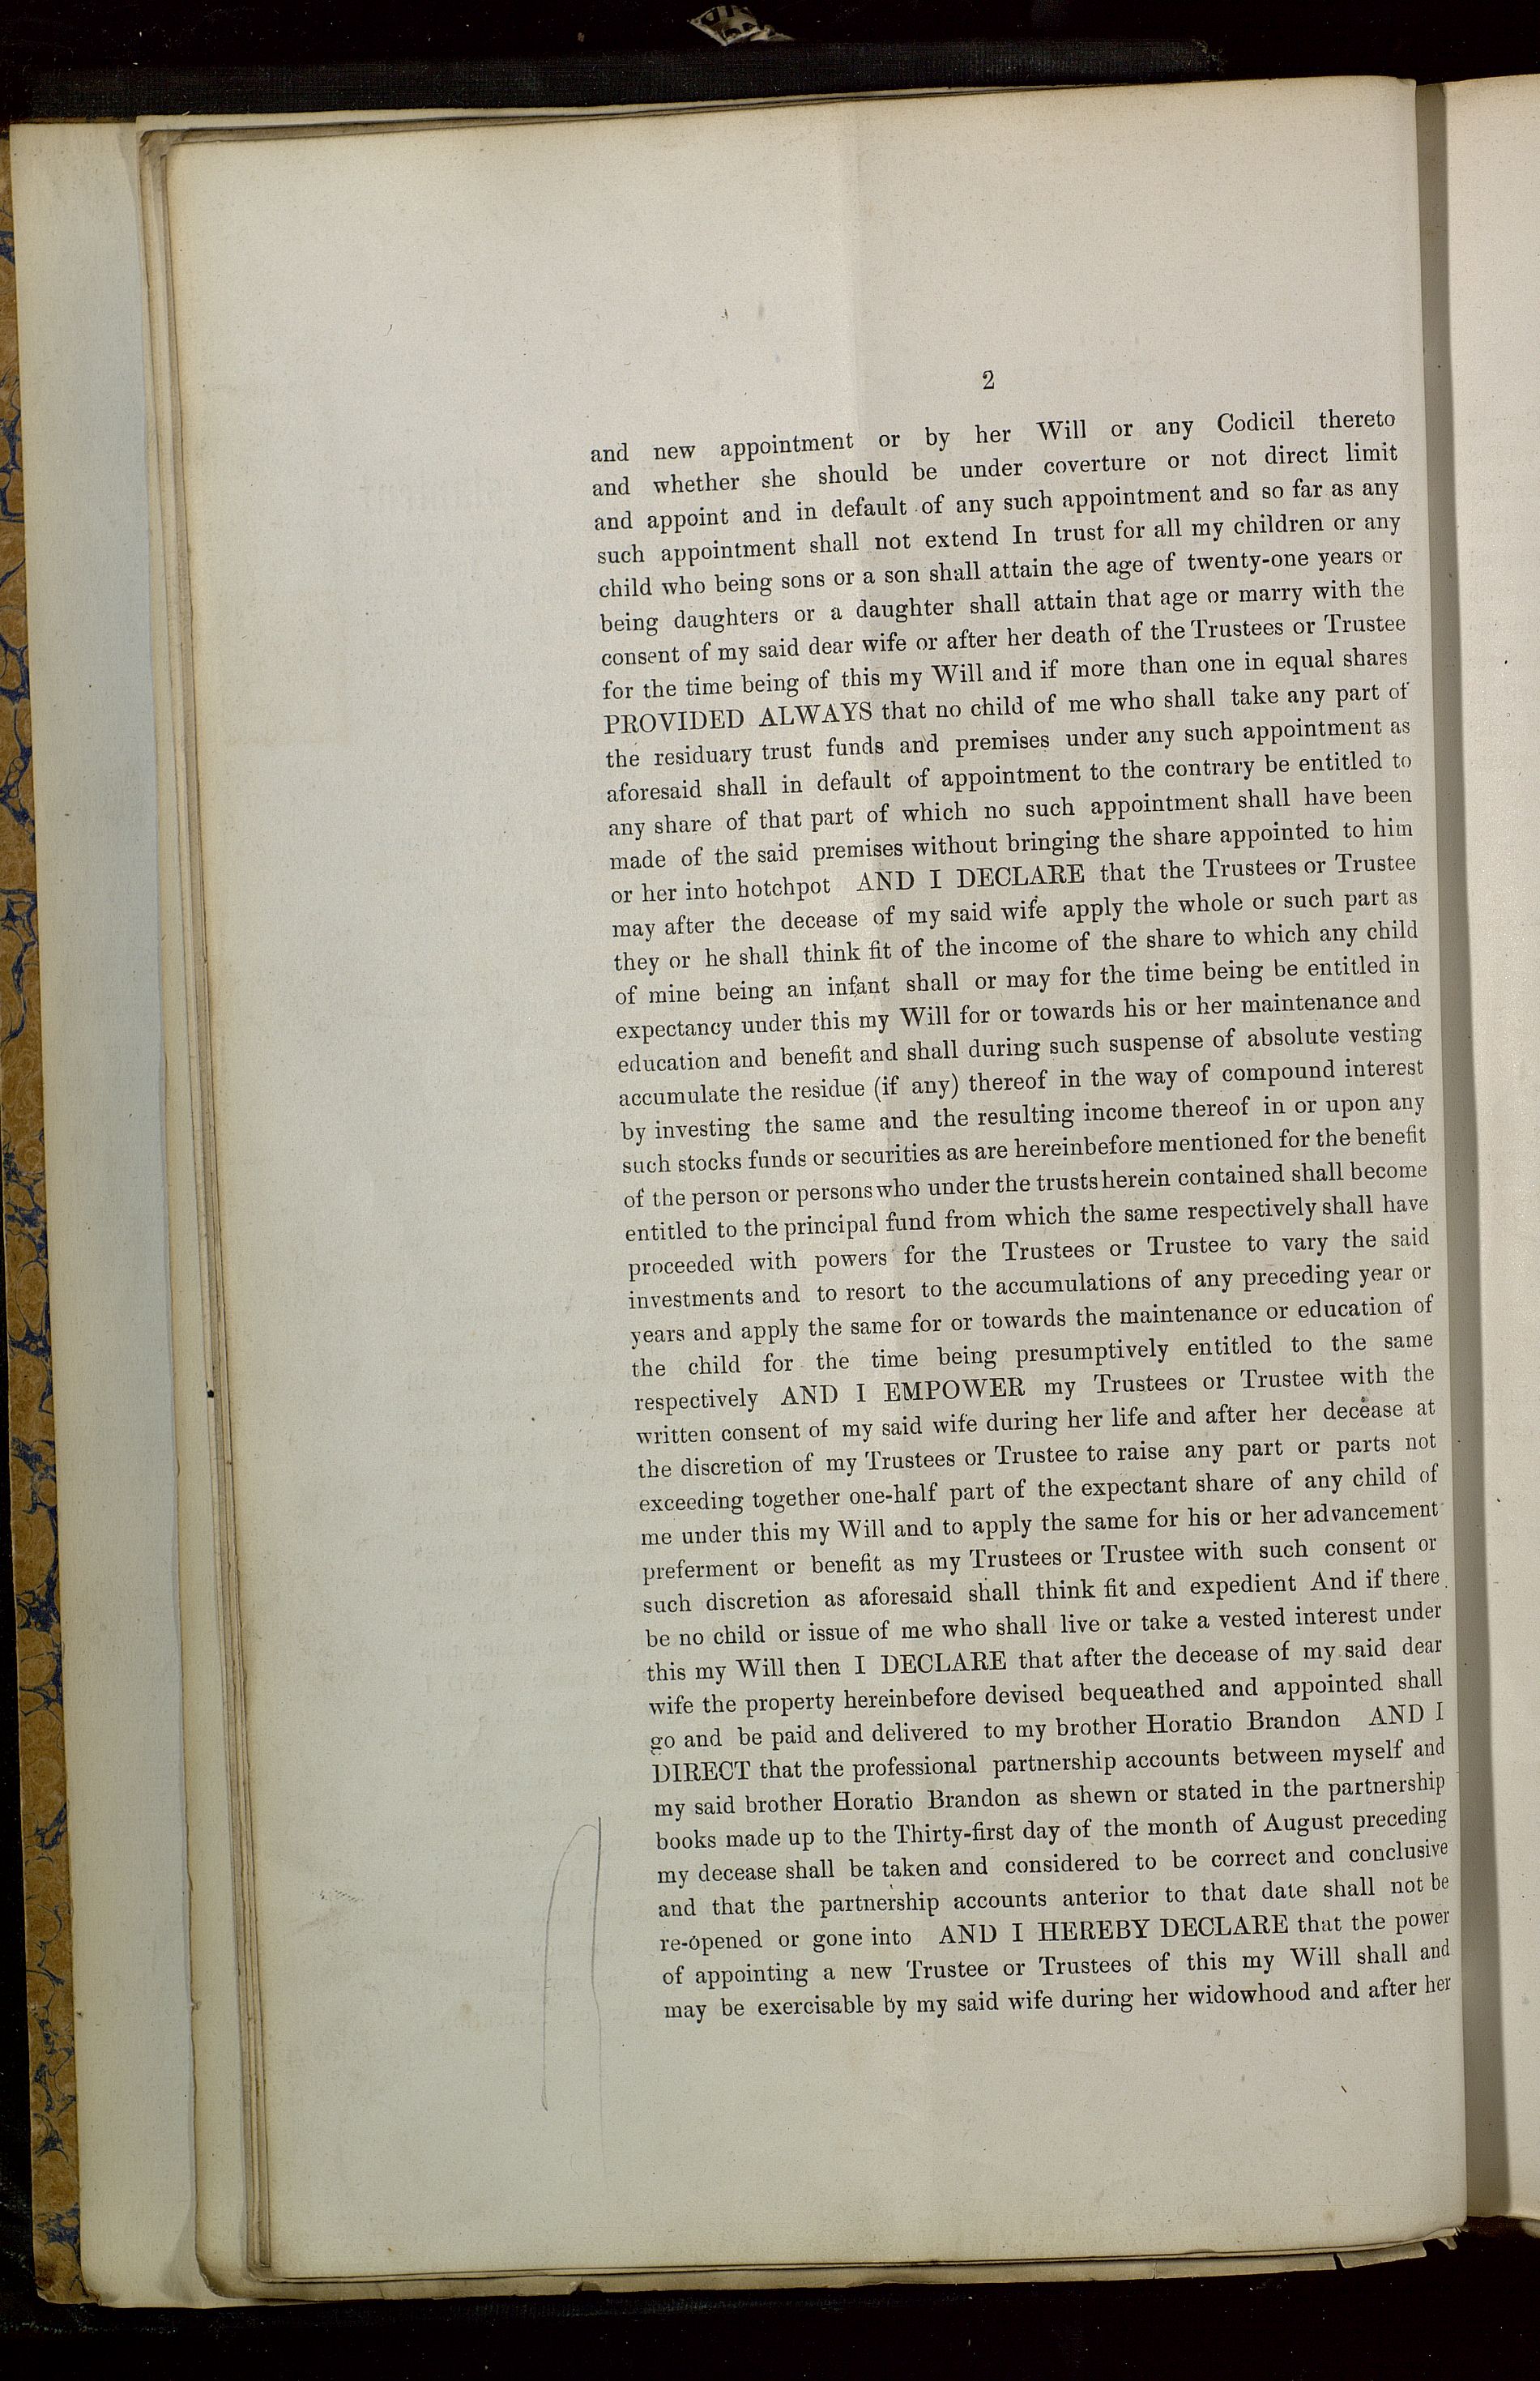 2
and new appointment or by her Will or any Codicil thereto
and whether she should be under coverture or not direct limit
and appoint and in default of any such appointment and so far as any
such appointment shall not extend In trust for all my children or any
child who being sons or a son shall attain the age of twenty-one years or
being daughters or a daughter shall attain that age or marry with the
consent of my said dear wife or after her death of the Trustees or Trustee
for the time being of this my Will and if more than one in equal shares
PROVIDED ALWAYS that no child of me who shall take any part of
the residuary trust funds and premises under any such appointment as
aforesaid shall in default of appointment to the contrary be entitled to
any share of that part of which no such appointment shall have been
made of the said premises without bringing the share appointed to him
or her into hotchpot AND I DECLARE that the Trustees or Trustee
may after the decease of my said wife apply the whole or such part as
they or he shall think fit of the income of the share to which any child
of mine being an infant shall or may for the time being be entitled in
expectancy under this my Will for or towards his or her maintenance and
education and benefit and shall during such suspense of absolute vesting
accumulate the residue (if any) thereof in the way of compound interest
by investing the same and the resulting income thereof in or upon any
such stocks funds or securities as are hereinbefore mentioned for the benefit
of the person or persons who under the trusts herein contained shall become
entitled to the principal fund from which the same respectively shall have
proceeded with powers for the Trustees or Trustee to vary the said
investments and to resort to the accumulations of any preceding year or
years and apply the same for or towards the maintenance or education of
the child for the time being presumptively entitled to the same
respectively AND I EMPOWER my Trustees or Trustee with the
written consent of my said wife during her life and after her decease at
the discretion of my Trustees or Trustee to raise any part or parts not
exceeding together one-half part of the expectant share of any child of
me under this my Will and to apply the same for his or her advancement
preferment or benefit as my Trustees or Trustee with such consent or
such discretion as aforesaid shall think fit and expedient And if there
be no child or issue of me who shall live or take a vested interest under
this my Will then I DECLARE that after the decease of my said dear
wife the property hereinbefore devised bequeathed and appointed shall
go and be paid and delivered to my brother Horatio Brandon AND I
DIRECT that the professional partnership accounts between myself and
my said brother Horatio Brandon as shewn or stated in the partnership
books made up to the Thirty-first day of the month of August preceding
my decease shall be taken and considered to be correct and conclusive
and that the partnership accounts anterior to that date shall not be
re-opened or gone into AND I HEREBY DECLARE that the power
of appointing a new Trustee or Trustees of this my Will shall and
may be exercisable by my said wife during her widowhood and after her